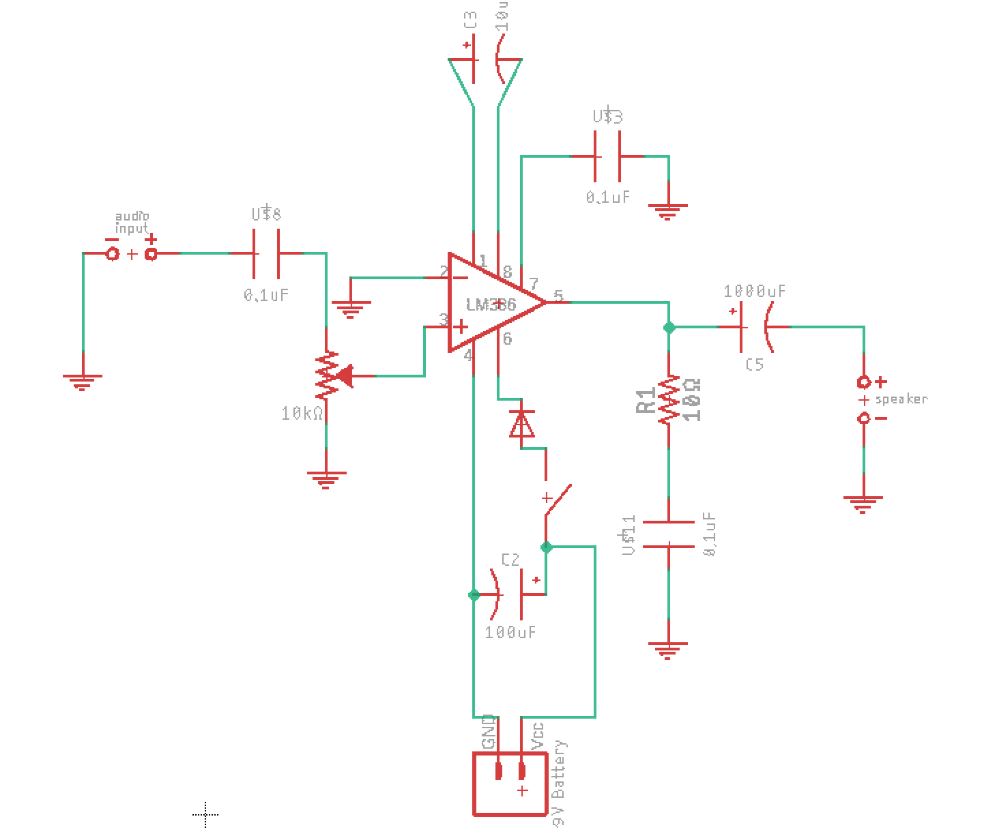 C3
10u
U$3
0.1uF
audio
input
- +
U$8
0.1uF
1
8
7
2
LM386
5
3
6
4
1000uF
C5
10kΩ
R1
10Ω
+
speaker
-
C2
100uF
U$11
0.1uF
GND
Vcc
9V Battery